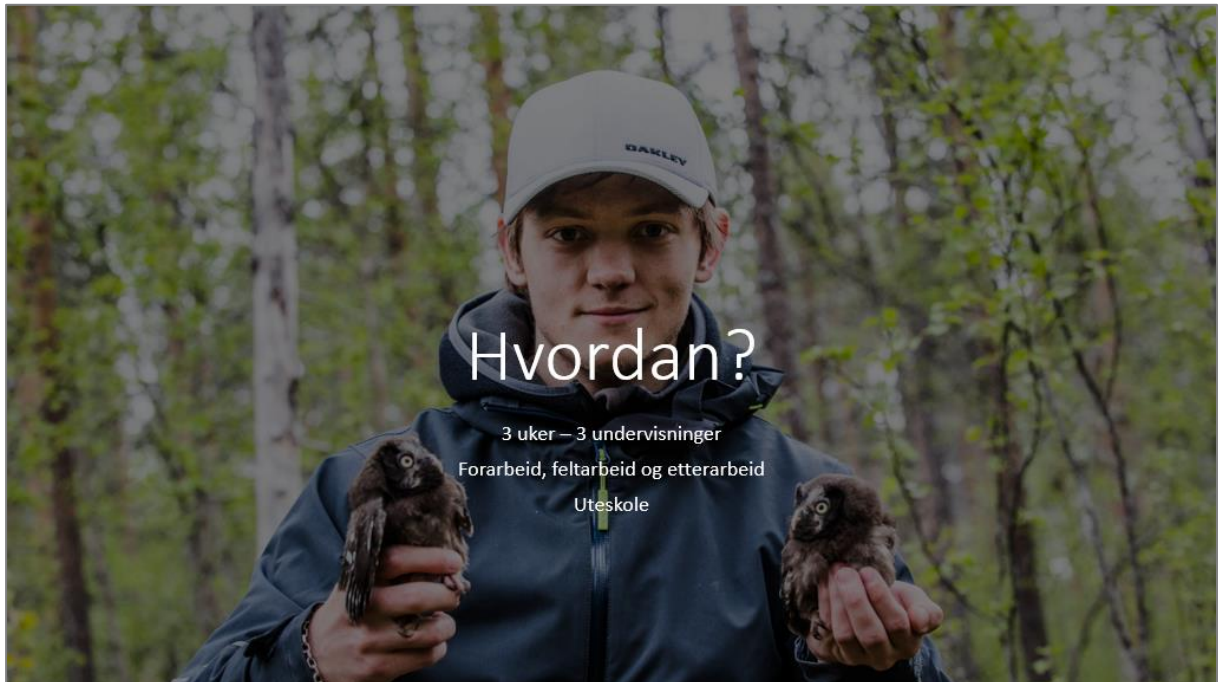 OAKLEY
Hvordan?
3 uker – 3 undervisninger
Forarbeid, feltarbeid og etterarbeid
Uteskole